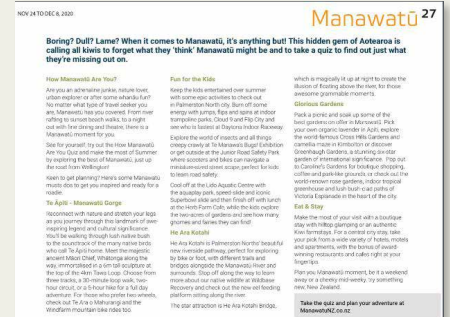 NOV 24 TO DEC 8, 2020
Manawatū 27
Boring? Dull? Lame? When it comes to Manawatū, it's anything but! This hidden gem of Aotearoa is
calling all kiwis to forget what they 'think' Manawatū might be and to take a quiz to find out just what
they're missing out on.
How Manawatū Are You?
Are you an adrenaline junkie, nature lover,
urban explorer or after some whānau fun?
No matter what type of travel seeker you
are, Manawatū has you covered. From river
rafting to sunset beach walks, to a night
out with fine dining and theatre, there is a
Manawatū moment for you.
See for yourself, try out the How Manawatū
Are You Quiz and make the most of Summer
by exploring the best of Manawatū, just up
the road from Wellington!
Keen to get planning? Here's some Manawatū
musts dos to get you inspired and ready for a
roadie.
Te Āpiti - Manawatū Gorge
Reconnect with nature and stretch your legs
as you journey through this landmark of awe
inspiring legend and cultural significance.
You'll be walking through lush native bush
to the soundtrack of the many native birds
who call Te Āpiti home. Meet the majestic
ancient Māori Chief, Whātonga along the
way, immortalised in a 6m tall sculpture at
the top of the Tawa Loop. Choose from
three tracks, a 30-minute loop walk, two-
hour circuit, or a 5-hour hike for a full day
adventure. For those who prefer two wheels,
check out Te Ara o Mahurangi and the
Windfarm mountain bike rides too.
Fun for the Kids
Keep the kids entertained over summer
with some epic activities to check out
in Palmerston North city. Burn off some
energy with jumps, flips and spins at indoor
trampoline parks, Cloud 9 and Flip City and
see who is fastest at Daytona Indoor Raceway.
Explore the world of insects and all things
creepy crawly at Te Manawa's Bugs! Exhibition
or get outside at the Junior Road Safety Park
where scooters and bikes can navigate a
miniature-sized street scape, perfect for kids
to learn road safely.
Cool off at the Lido Aquatic Centre with
the aquaplay park, speed slide and iconic
Superbowl slide and then finish off with lunch
at the Herb Farm Cafe, while the kids explore
the two acres of gardens and see how many
gnomes and fairies they can find!
He Ara Kotahi
He Ara Kotahi is Palmerston North's beautiful
new riverside pathway, perfect for exploring
by bike or foot, with different trails and
bridges alongside the Manawatū River and
surrounds. Stop off along the way to learn
more about our native wildlife at Wildbase
Recovery and check out the new eel feeding
platform sitting along the river.
The star attraction is He Ara Kotahi Bridge,
which is magically lit up at night to create the
illusion of floating above the river, for those
awesome grammable moments.
Glorious Gardens
Pack a picnic and soak up some of the
best gardens on offer in Manawatū. Pick
your own organic lavender in Apiti, explore
the world-famous Cross Hills Gardens and
camellia maze in Kimbolton or discover
Greenhaugh Gardens, a stunning six-star
garden of international significance. Pop out
to Caroline's Gardens for boutique shopping,
coffee and park-like grounds, or check out the
world-renown rose gardens, indoor tropical
greenhouse and lush bush-clad paths of
Victoria Esplanade in the heart of the city.
Eat & Stay
Make the most of your visit with a boutique
stay with hilltop glamping or an authentic
Kiwi farmstay. For a central city stay, take
your pick from a wide variety of hotels, motels
and apartments, with the bonus of award-
winning restaurants and cafes right at your
fingertips.
Plan you Manawatū moment, be it a weekend
away or a cheeky mid-weeky, try something
new, New Zealand.
Take the quiz and plan your adventure at
ManawatuNZ.co.nz